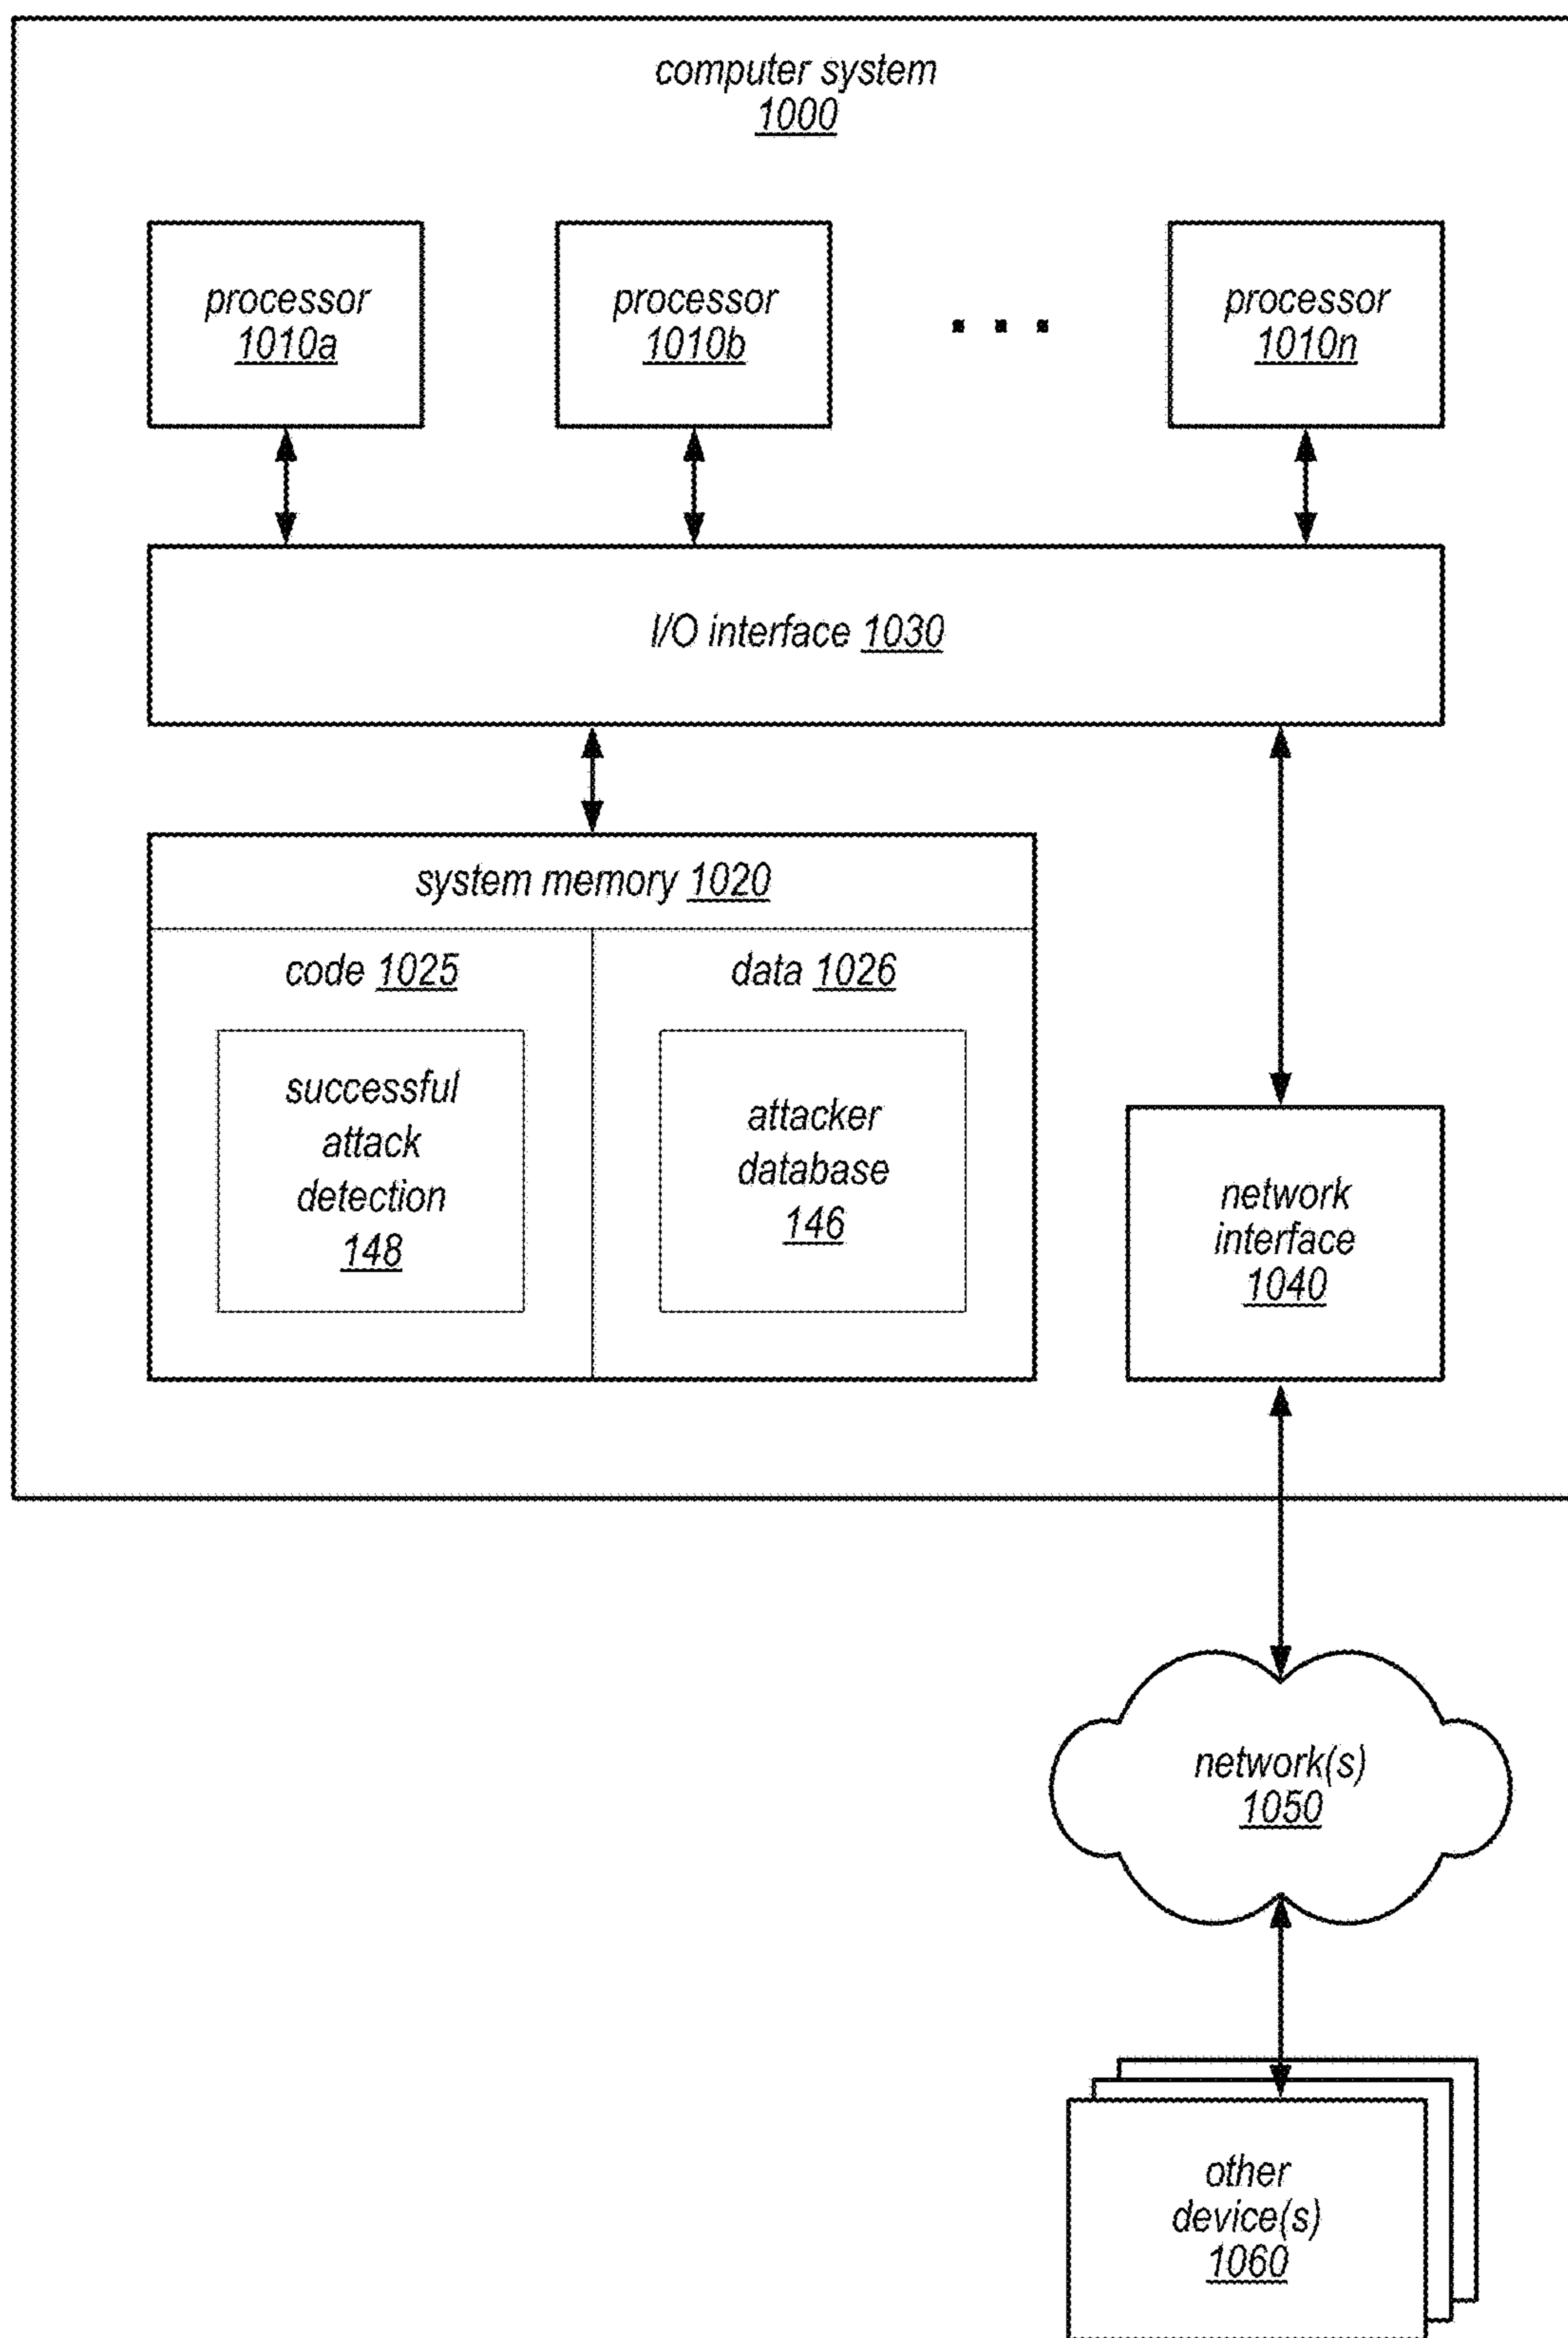 computer system
1000
processor
1010a
processor
1010b
processor
1010n
I/O interface 1030
system memory 1020
code 1025
data 1026
successful
attack
detection
148
attacker
database
146
network
interface
1040
network(s)
1050
other
device(s)
1060